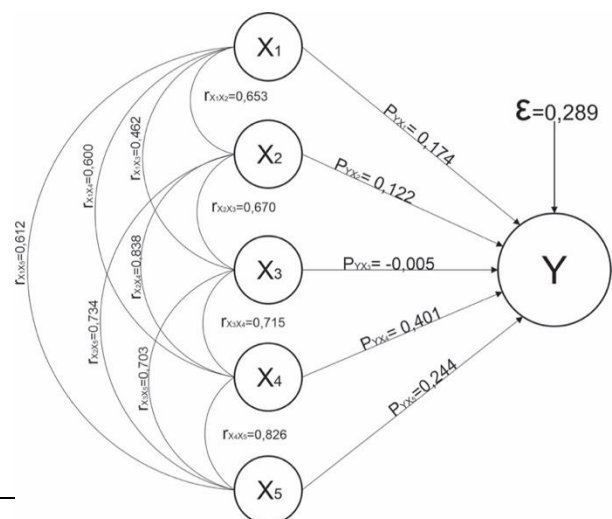 X₁
rX₁X₂=0,653
PYX₁= 0,174
ε=0,289
rX₁X₃=0,462
rX₁X₄=0,600
rX₁X₅=0,612
X₂
PYX₂= 0,122
rX₂X₃=0,670
rX₂X₄=0,838
rX₂X₅=0,734
X₃
PYX₃= -0,005
Y
rX₃X₄=0,715
rX₃X₅=0,703
PYX₄=0,401
X₄
PYX₅=0,244
rX₄X₅=0,826
X₅